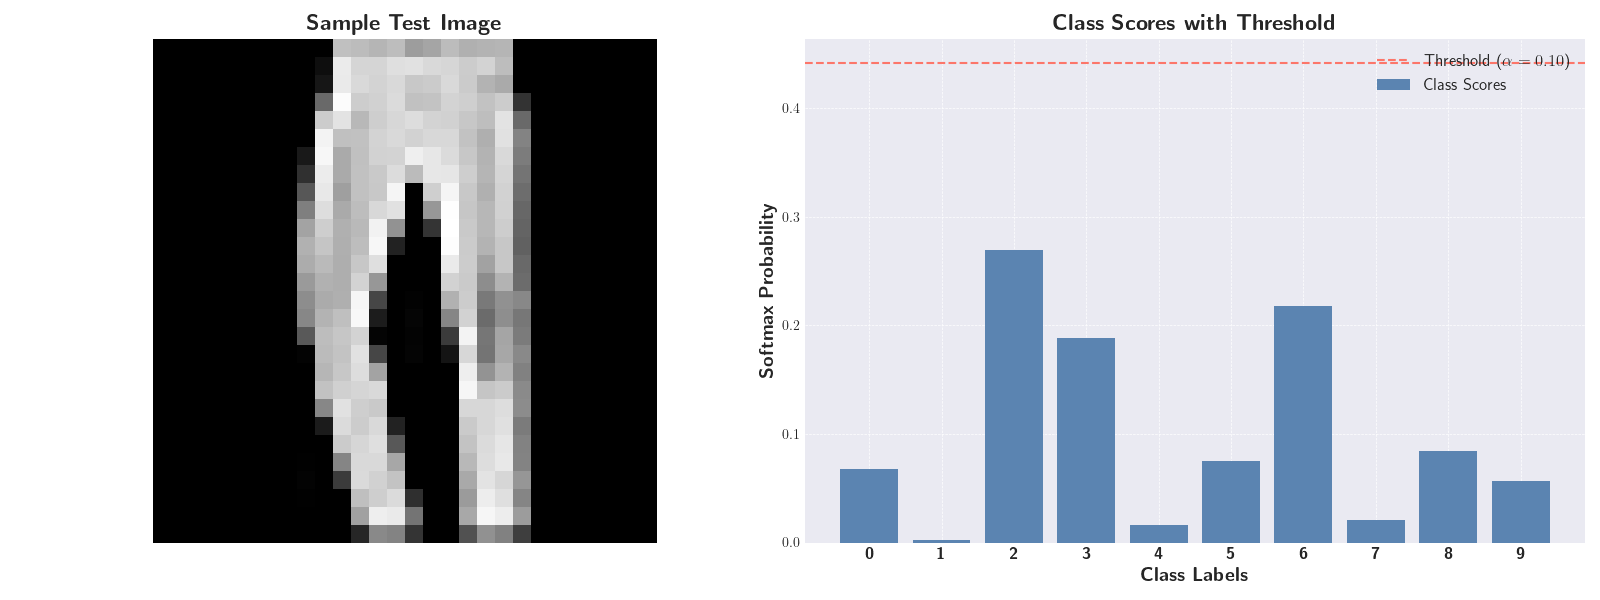 Sample Test Image
Class Scores with Threshold
Threshold (α = 0.10)
Class Scores
Softmax Probability
0.4
0.3
0.2
0.1
0.0
0 1 2 3 4 5 6 7 8 9
Class Labels